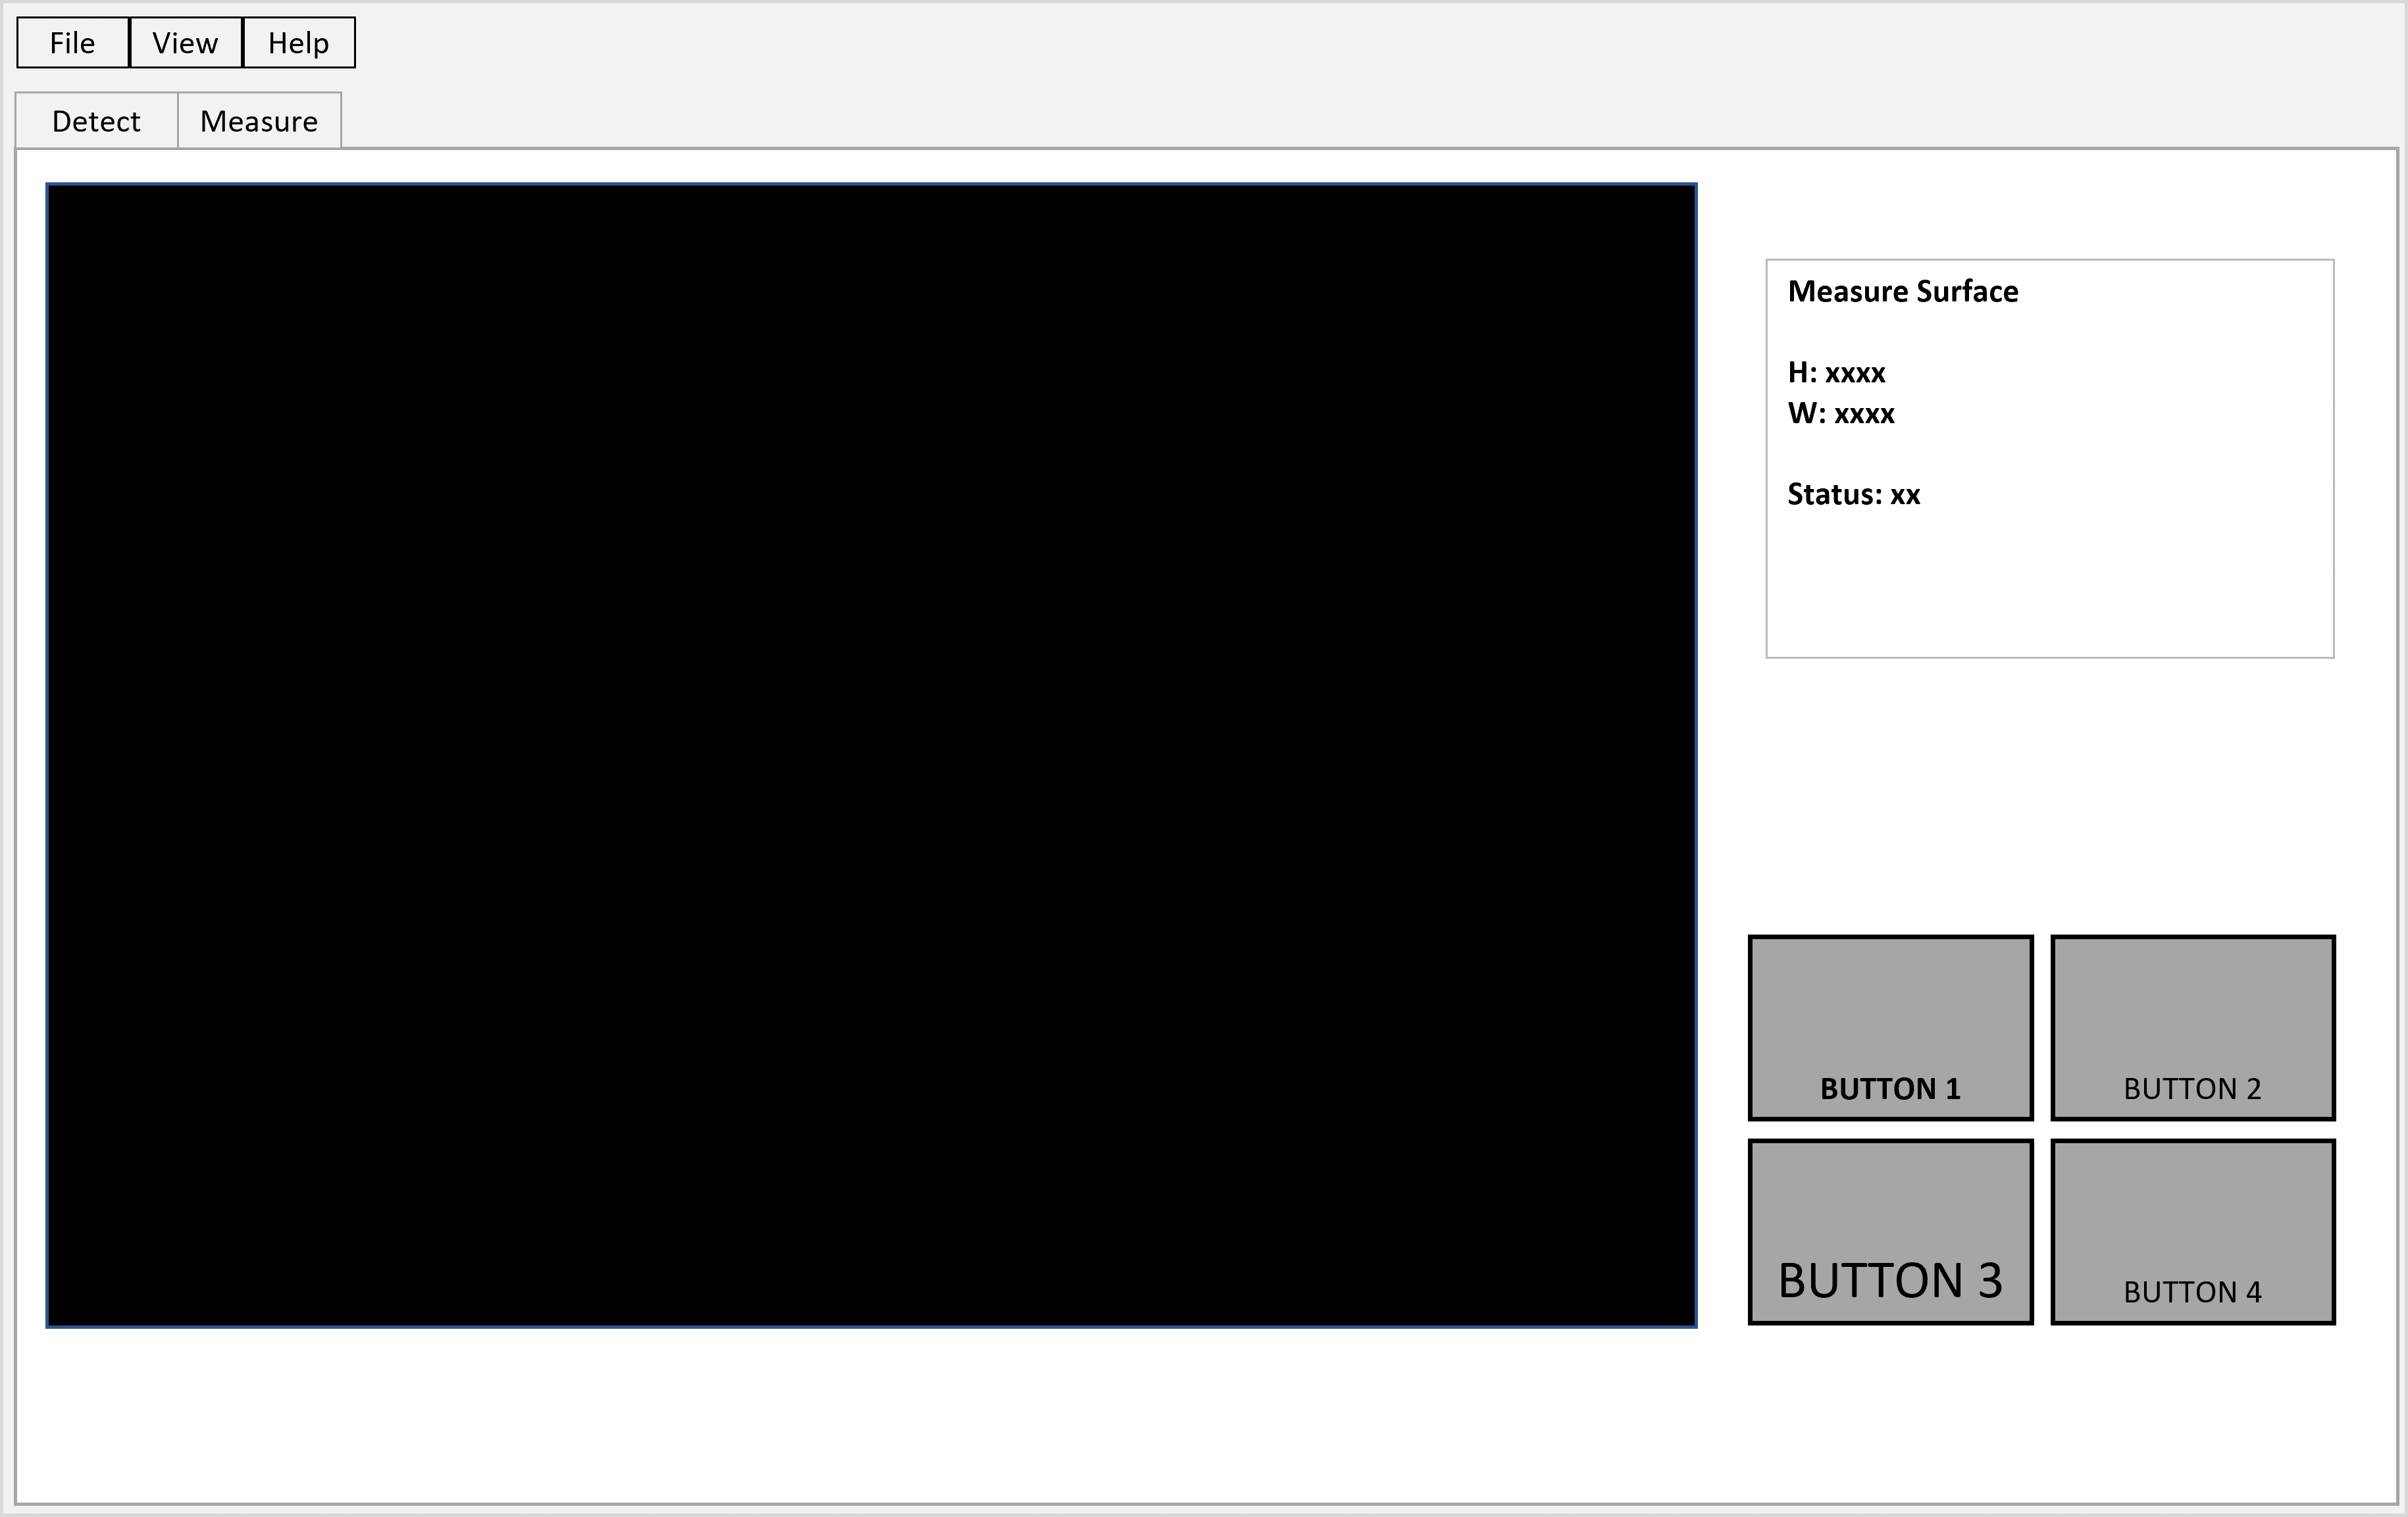 File View Help
Detect Measure
Measure Surface
H: xxxx
W: xxxx
Status: xx
BUTTON 1 BUTTON 2
BUTTON 3 BUTTON 4